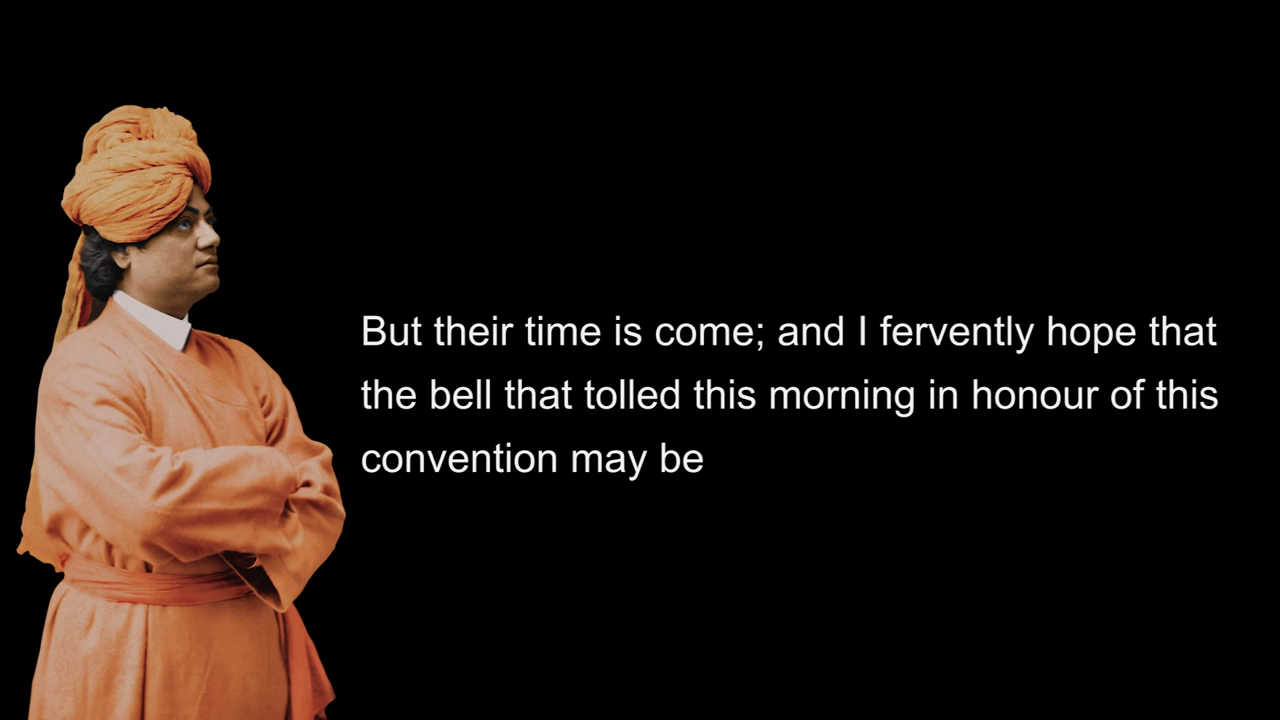 But their time is come; and I fervently hope that
the bell that tolled this morning in honour of this
convention may be